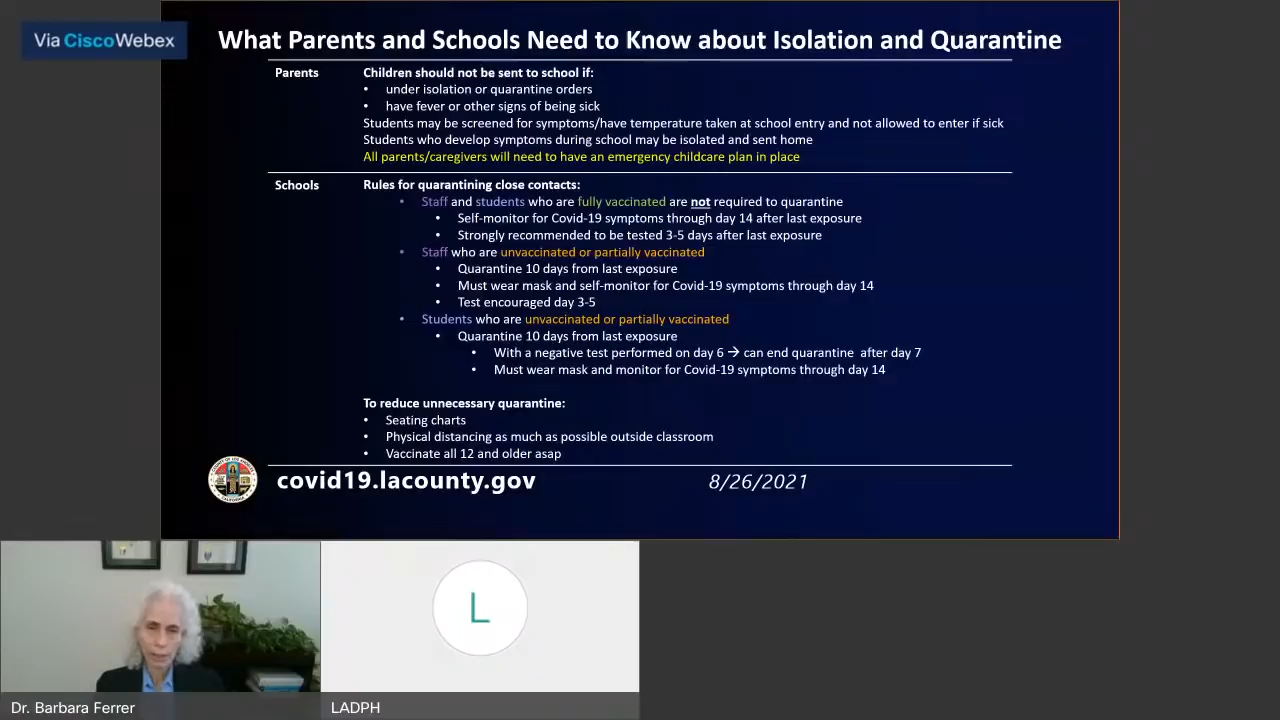 Via CiscoWebex
What Parents and Schools Need to Know about Isolation and Quarantine
Parents
Children should not be sent to school if:
• under isolation or quarantine orders
• have fever or other signs of being sick
Students may be screened for symptoms/have temperature taken at school entry and not allowed to enter if sick
Students who develop symptoms during school may be isolated and sent home
All parents/caregivers will need to have an emergency childcare plan in place
Schools
Rules for quarantining close contacts:
• Staff and students who are fully vaccinated are not required to quarantine
• Self-monitor for Covid-19 symptoms through day 14 after last exposure
• Strongly recommended to be tested 3-5 days after last exposure
• Staff who are unvaccinated or partially vaccinated
• Quarantine 10 days from last exposure
• Must wear mask and self-monitor for Covid-19 symptoms through day 14
• Test encouraged day 3-5
• Students who are unvaccinated or partially vaccinated
• Quarantine 10 days from last exposure
• With a negative test performed on day 6 → can end quarantine after day 7
• Must wear mask and monitor for Covid-19 symptoms through day 14
To reduce unnecessary quarantine:
• Seating charts
• Physical distancing as much as possible outside classroom
• Vaccinate all 12 and older asap
covid19.lacounty.gov
8/26/2021
L
Dr. Barbara Ferrer
LADPH